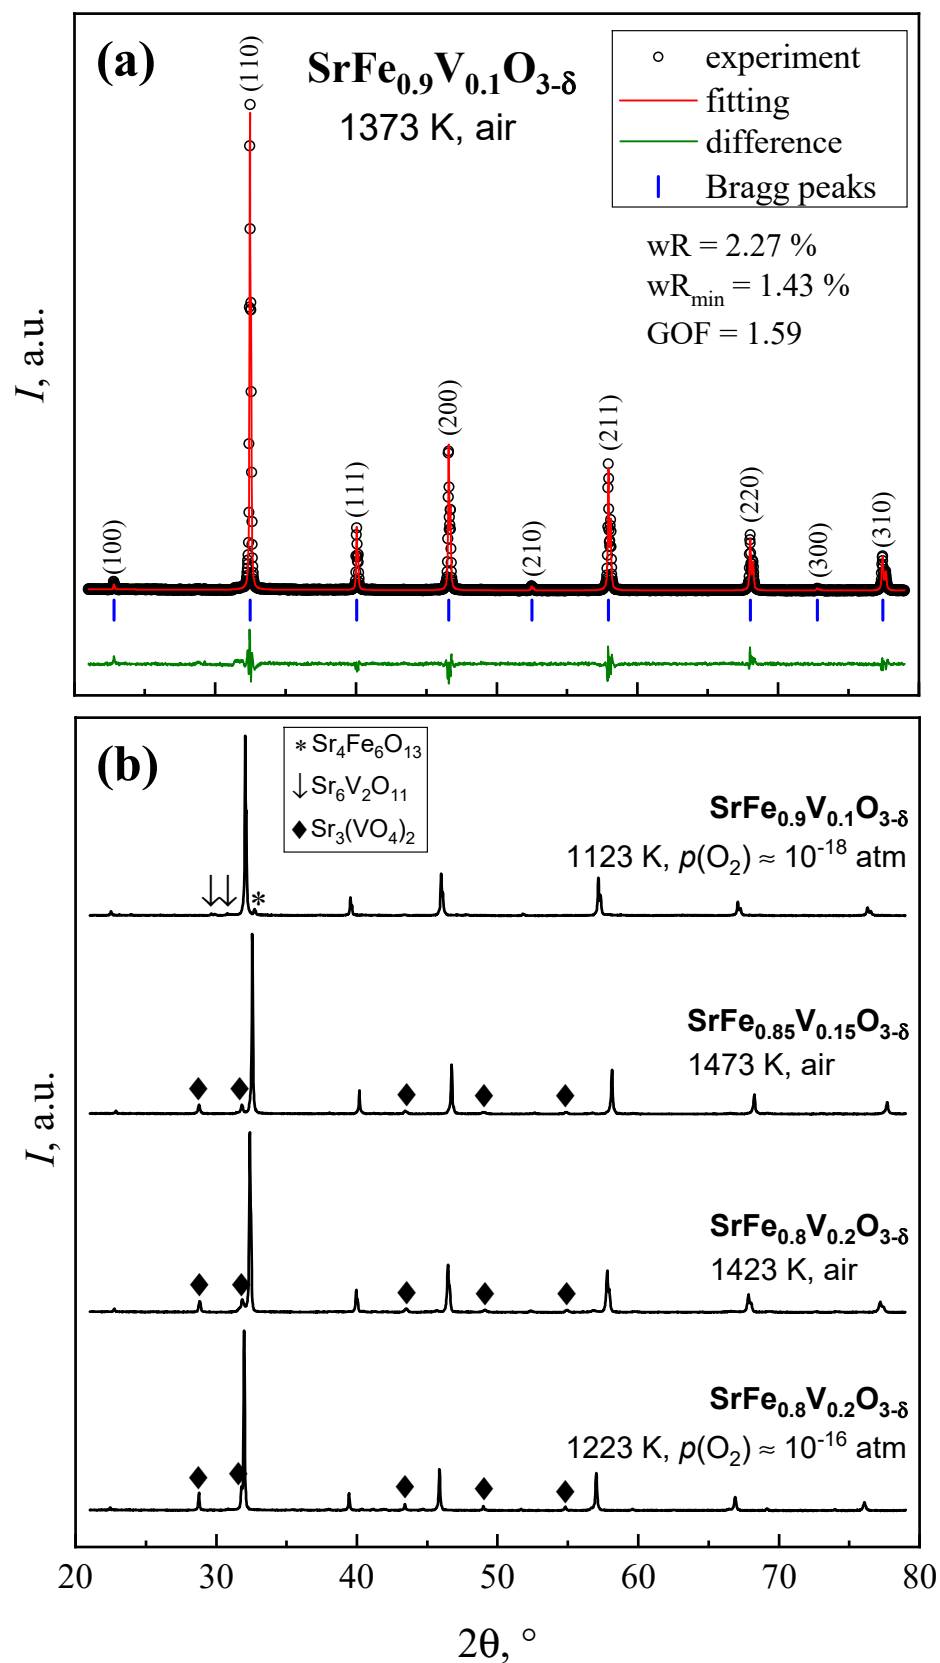 (a)
SrFe0.9V0.1O3-δ
1373 K, air
experiment
fitting
difference
Bragg peaks
wR = 2.27 %
wRmin = 1.43 %
GOF = 1.59
I, a.u.
(100)
(110)
(111)
(200)
(210)
(211)
(220)
(300)
(310)
(b)
* Sr4Fe6O13
↓ Sr6V2O11
♦ Sr3(VO4)2
SrFe0.9V0.1O3-δ
1123 K, p(O2) ≈ 10-18 atm
*
SrFe0.85V0.15O3-δ
1473 K, air
SrFe0.8V0.2O3-δ
1423 K, air
SrFe0.8V0.2O3-δ
1223 K, p(O2) ≈ 10-16 atm
I, a.u.
20 30 40 50 60 70 80
2θ, °